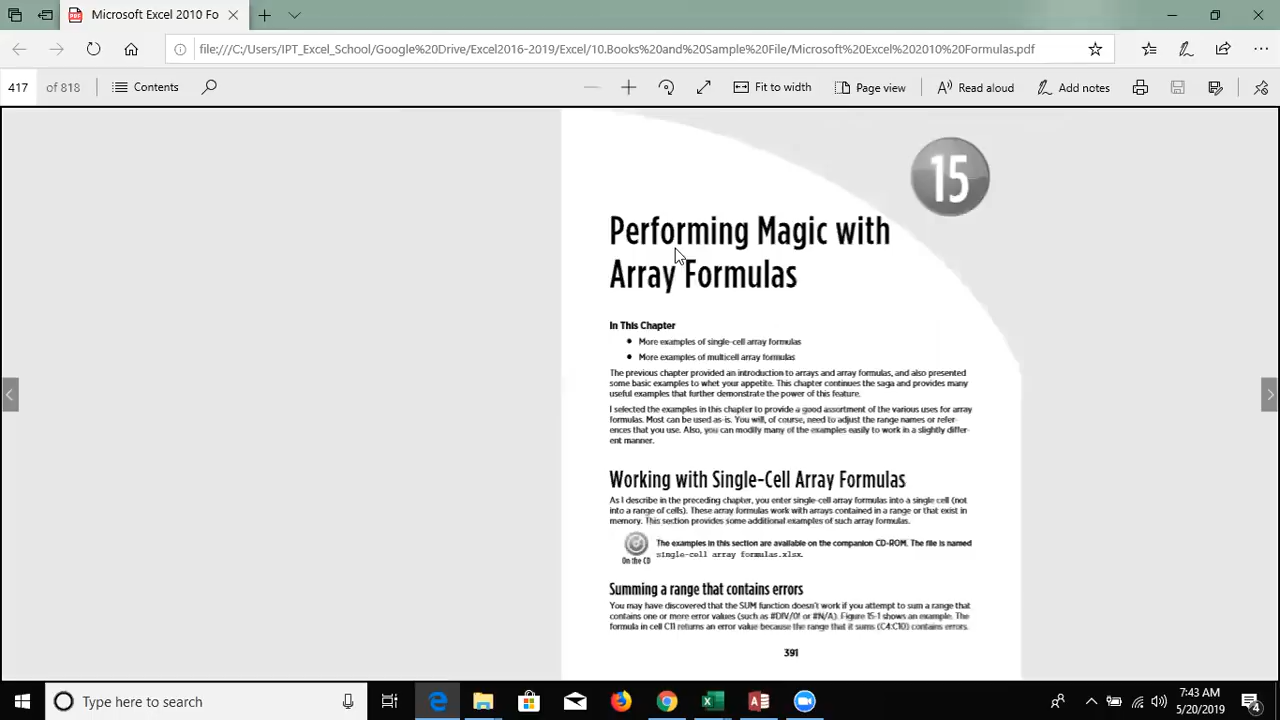 Microsoft Excel 2010 Fo
file:///C:/Users/IPT_Excel_School/Google%20Drive/Excel2016-2019/Excel/10.Books%20and%20Sample%20File/Microsoft%20Excel%202010%20Formulas.pdf
417 of 818 Contents Fit to width Page view Read aloud Add notes
15
Performing Magic with
Array Formulas
In This Chapter
● More examples of single-cell array formulas
● More examples of multicell array formulas
The previous chapter provided an introduction to arrays and array formulas, and also presented
some basic examples to whet your appetite. This chapter continues the saga and provides many
useful examples that further demonstrate the power of this feature.
I selected the examples in this chapter to provide a good assortment of the various uses for array
formulas. Most can be used as-is. You will, of course, need to adjust the range names or refer-
ences that you use. Also, you can modify many of the examples easily to work in a slightly differ-
ent manner.
Working with Single-Cell Array Formulas
As I describe in the preceding chapter, you enter single-cell array formulas into a single cell (not
into a range of cells). These array formulas work with arrays contained in a range or that exist in
memory. This section provides some additional examples of such array formulas.
The examples in this section are available on the companion CD-ROM. The file is named
single-cell array formulas.xlsx.
On the CD
Summing a range that contains errors
You may have discovered that the SUM function doesn't work if you attempt to sum a range that
contains one or more error values (such as #DIV/0! or #N/A). Figure 15-1 shows an example. The
formula in cell C11 returns an error value because the range that it sums (C4:C10) contains errors.
391
Type here to search
7:43 AM
5/20/2019
4